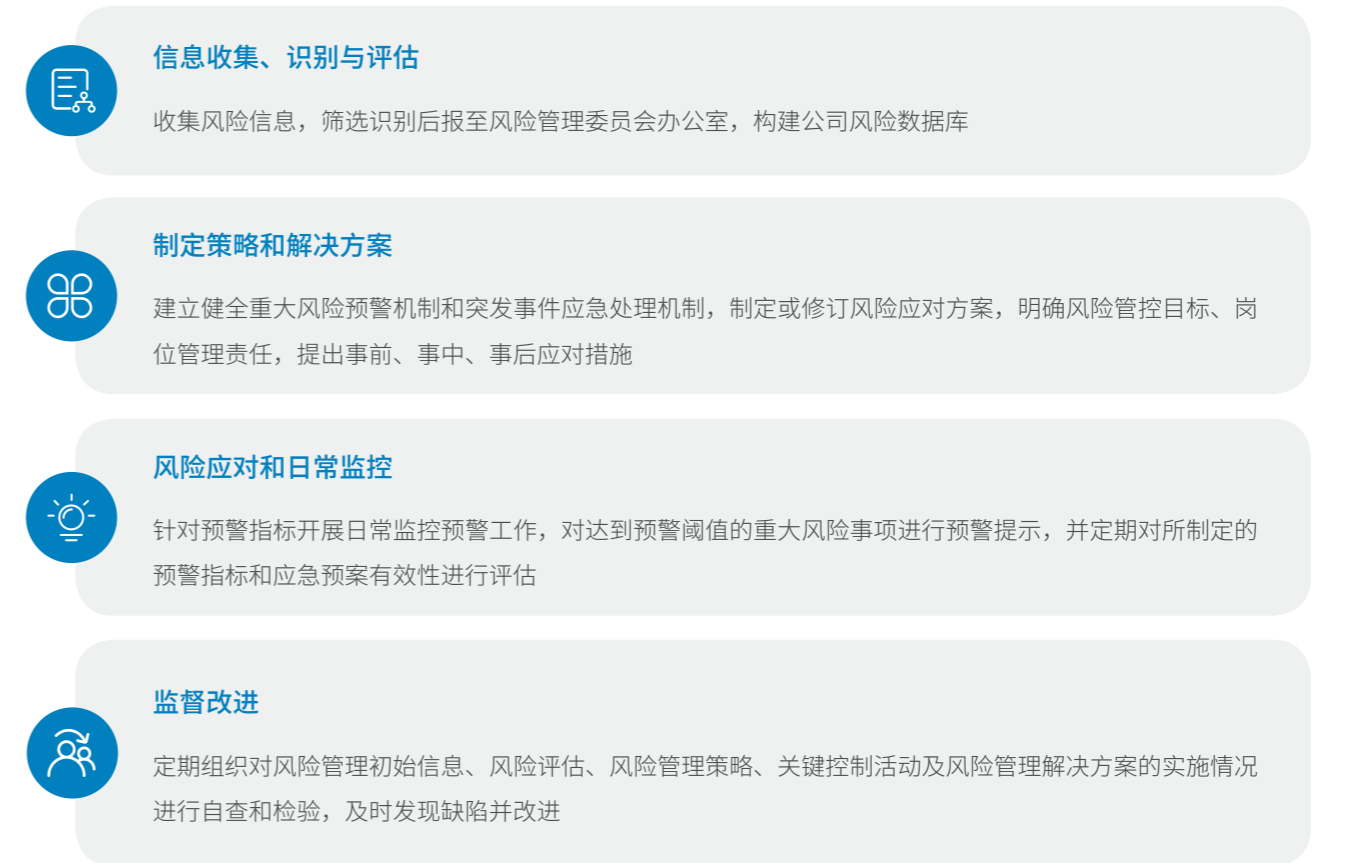 信息收集、识别与评估
收集风险信息，筛选识别后报至风险管理委员会办公室，构建公司风险数据库
制定策略和解决方案
建立健全重大风险预警机制和突发事件应急处理机制，制定或修订风险应对方案，明确风险管控目标、岗
位管理责任，提出事前、事中、事后应对措施
风险应对和日常监控
针对预警指标开展日常监控预警工作，对达到预警阈值的重大风险事项进行预警提示，并定期对所制定的
预警指标和应急预案有效性进行评估
监督改进
定期组织对风险管理初始信息、风险评估、风险管理策略、关键控制活动及风险管理解决方案的实施情况
进行自查和检验，及时发现缺陷并改进